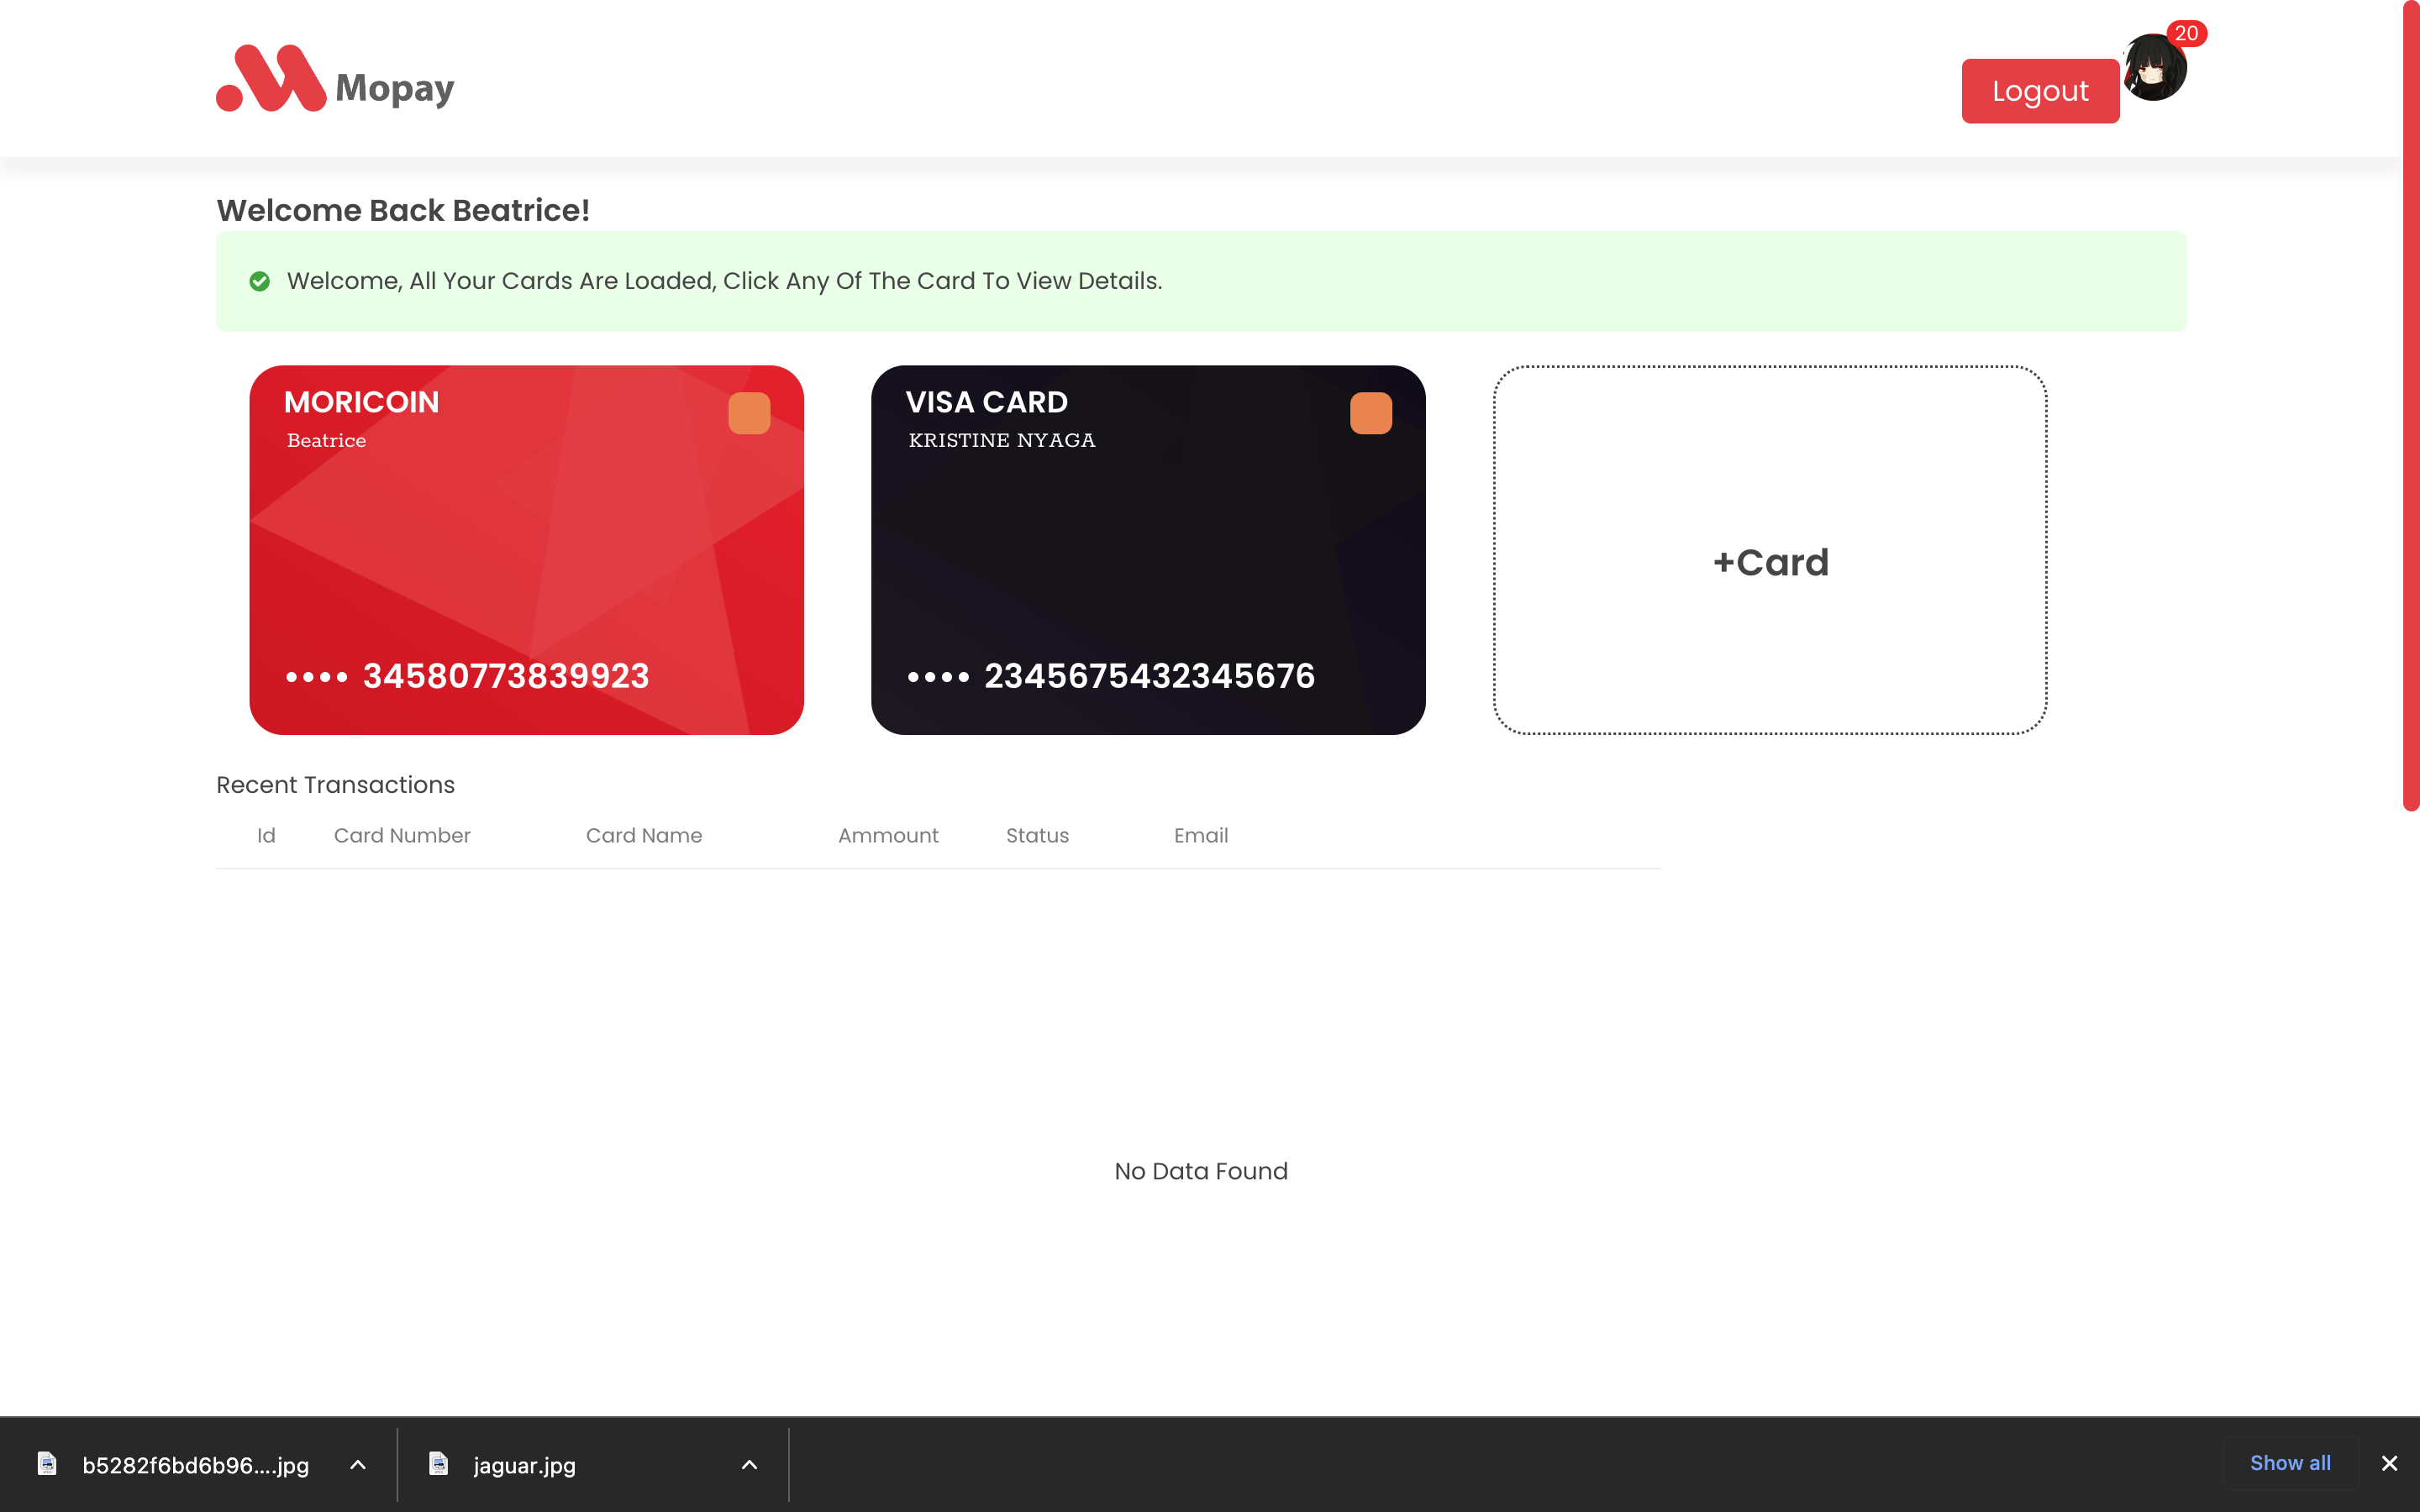 Mopay
Logout
20
Welcome Back Beatrice!
Welcome, All Your Cards Are Loaded, Click Any Of The Card To View Details.
MORICOIN
Beatrice
•••• 34580773839923
VISA CARD
KRISTINE NYAGA
•••• 2345675432345676
+Card
Recent Transactions
Id Card Number Card Name Ammount Status Email
No Data Found
b5282f6bd6b96....jpg
jaguar.jpg
Show all